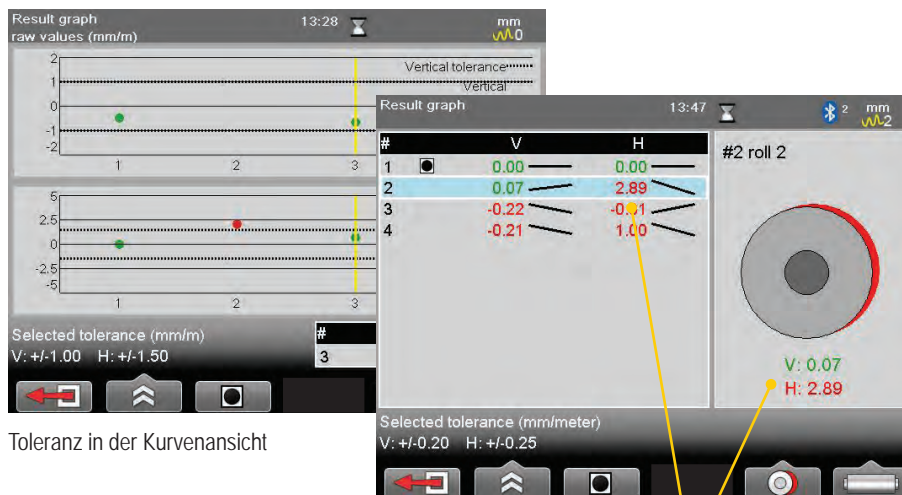 Result graph 13:28 mm
raw values (mm/m) 0
2
1
0
-1
-2
Vertical tolerance
Vertical
1 2 3
5
2.5
0
-2.5
-5
1 2 3
Selected tolerance (mm/m)
V: +/-1.00 H: +/-1.50
#
3
Toleranz in der Kurvenansicht
Result graph 13:47 2 mm
2
# V H
1 0.00 0.00
2 0.07 2.89
3 -0.22
4 -0.21 1.00
#2 roll 2
V: 0.07
H: 2.89
Selected tolerance (mm/meter)
V: +/-0.20 H: +/-0.25